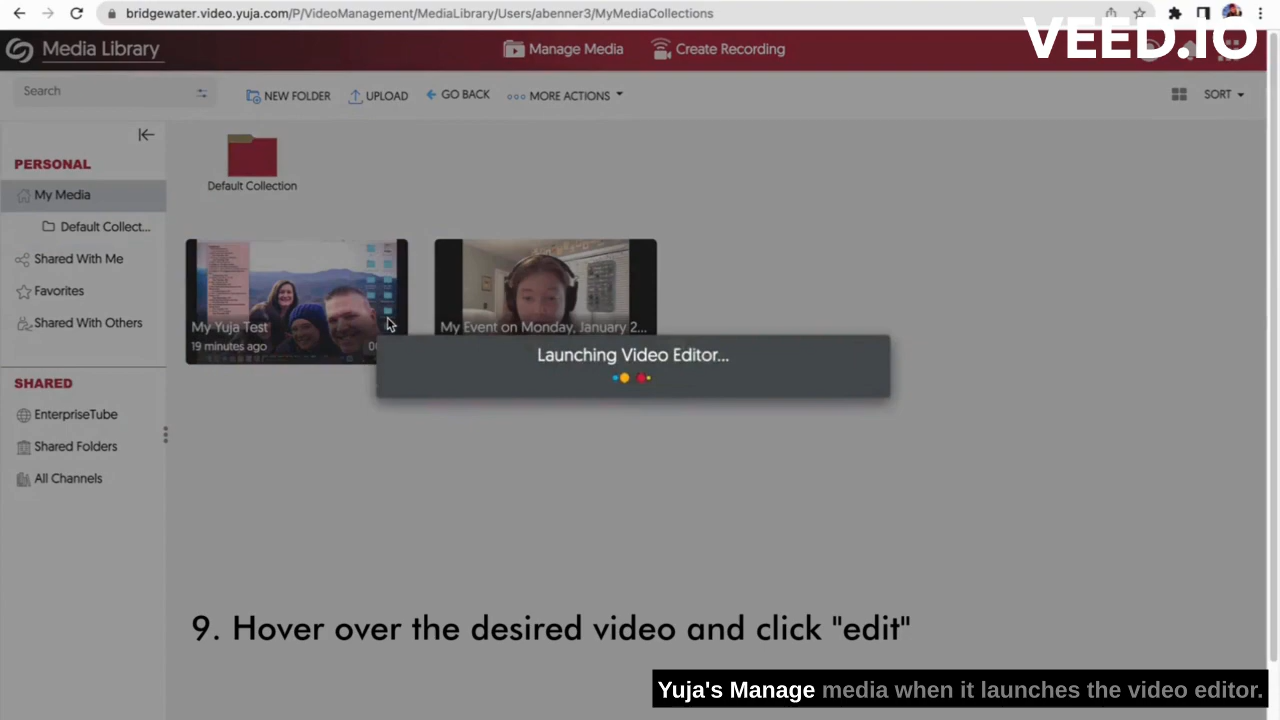 bridgewater.video.yuja.com/P/VideoManagement/MediaLibrary/Users/abenner3/MyMediaCollections
VEED.IO
Media Library
Manage Media
Create Recording
Search
NEW FOLDER
UPLOAD
GO BACK
MORE ACTIONS
SORT
PERSONAL
My Media
Default Collect...
Shared With Me
Favorites
Shared With Others
SHARED
EnterpriseTube
Shared Folders
All Channels
Default Collection
My Yuja Test
19 minutes ago
My Event on Monday, January 2...
Launching Video Editor...
9. Hover over the desired video and click "edit"
Yuja's Manage media when it launches the video editor.